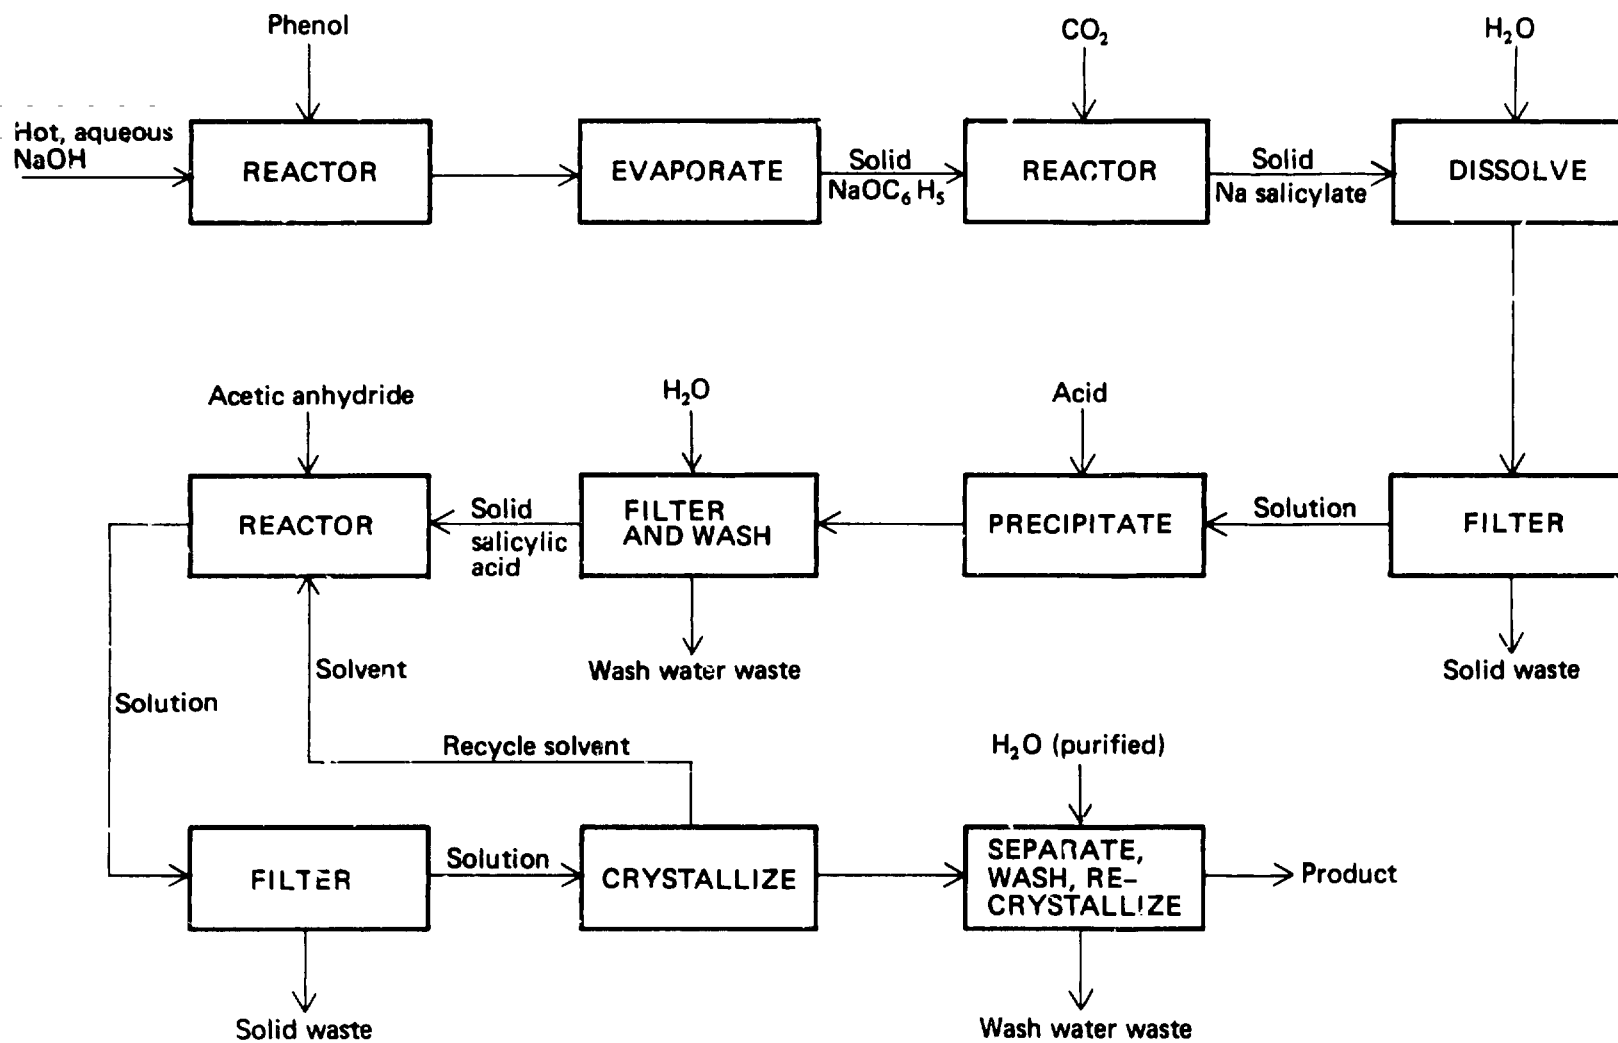 Phenol
CO₂
H₂O
Hot, aqueous
NaOH
REACTOR
EVAPORATE
Solid
NaOC₆H₅
REACTOR
Solid
Na salicylate
DISSOLVE
Acetic anhydride
H₂O
Acid
REACTOR
Solid
salicylic
acid
FILTER
AND WASH
PRECIPITATE
Solution
FILTER
Solvent
Wash water waste
Solid waste
Solution
Recycle solvent
H₂O (purified)
FILTER
Solution
CRYSTALLIZE
SEPARATE,
WASH, RE-
CRYSTALLIZE
Product
Solid waste
Wash water waste